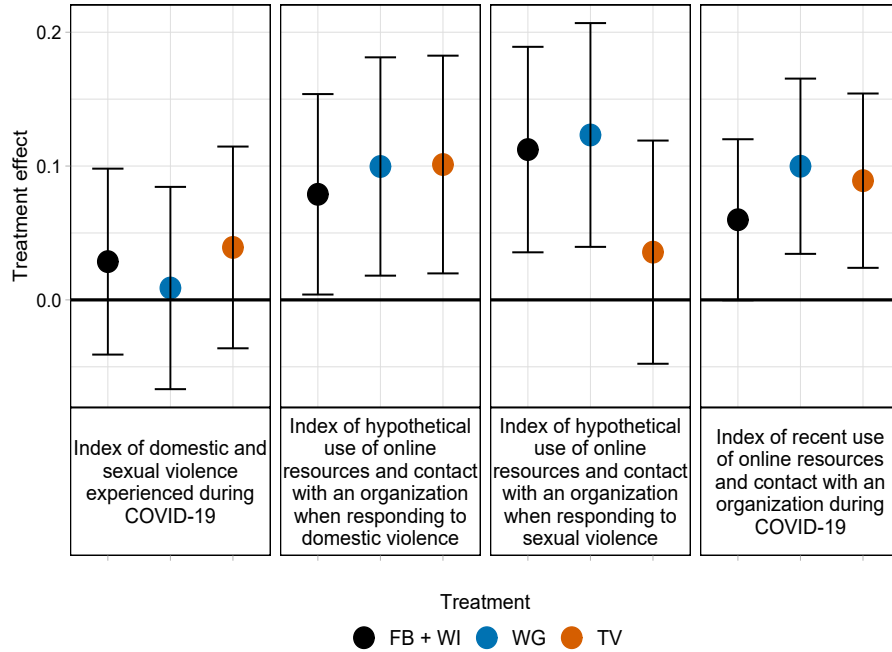 0.2
0.1
0.0
Treatment effect
Index of domestic and
sexual violence
experienced during
COVID-19
Index of hypothetical
use of online
resources and contact
with an organization
when responding to
domestic violence
Index of hypothetical
use of online
resources and contact
with an organization
when responding to
sexual violence
Index of recent use
of online resources
and contact with an
organization during
COVID-19
Treatment
FB + WI WG TV